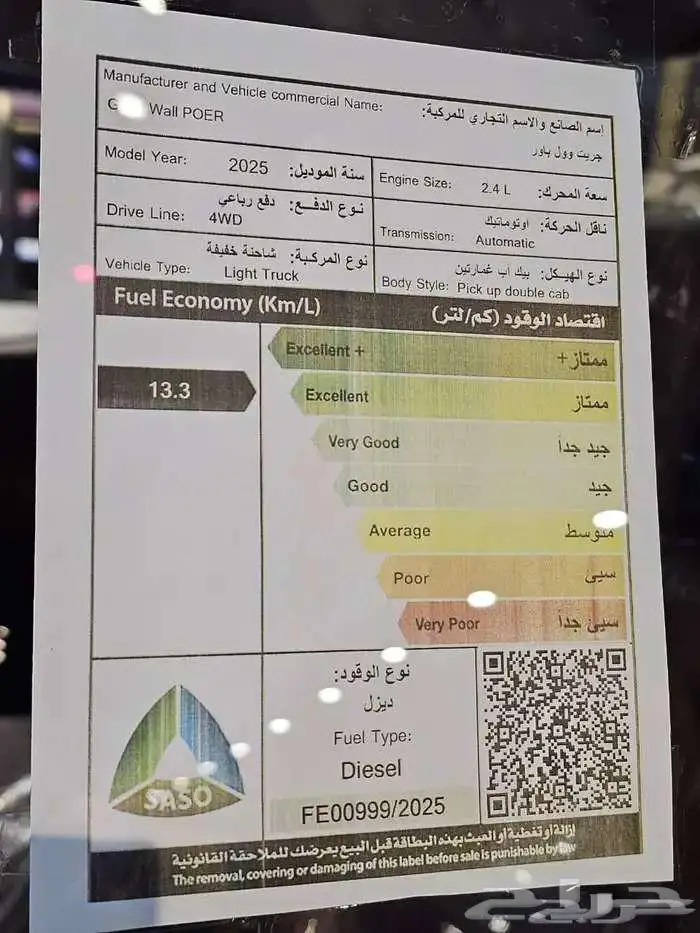 Manufacturer and Vehicle commercial Name:
إسم الصانع والاسم التجاري للمركبة:
Wall POER
جريت وول باور
Model Year: 2025 سنة الموديل:
Engine Size: 2.4 L سعة المحرك:
Drive Line: 4WD دفع رباعي نوع الدفع:
Transmission: Automatic أوتوماتيك ناقل الحركة:
Vehicle Type: Light Truck شاحنة خفيفة نوع المركبة:
Body Style: Pick up double cab بيك أب غمارتين نوع الهيكل:
Fuel Economy (Km/L) اقتصاد الوقود (كم/لتر)
Excellent + ممتاز+
13.3
Excellent ممتاز
Very Good جيد جداً
Good جيد
Average متوسط
Poor سيئ
Very Poor سيئ جداً
نوع الوقود:
ديزل
Fuel Type:
Diesel
SASO
FE00999/2025
إزالة أو تغطية أو العبث بهذه البطاقة قبل البيع يعرضك للملاحقة القانونية
The removal, covering or damaging of this label before sale is punishable by law
حراج